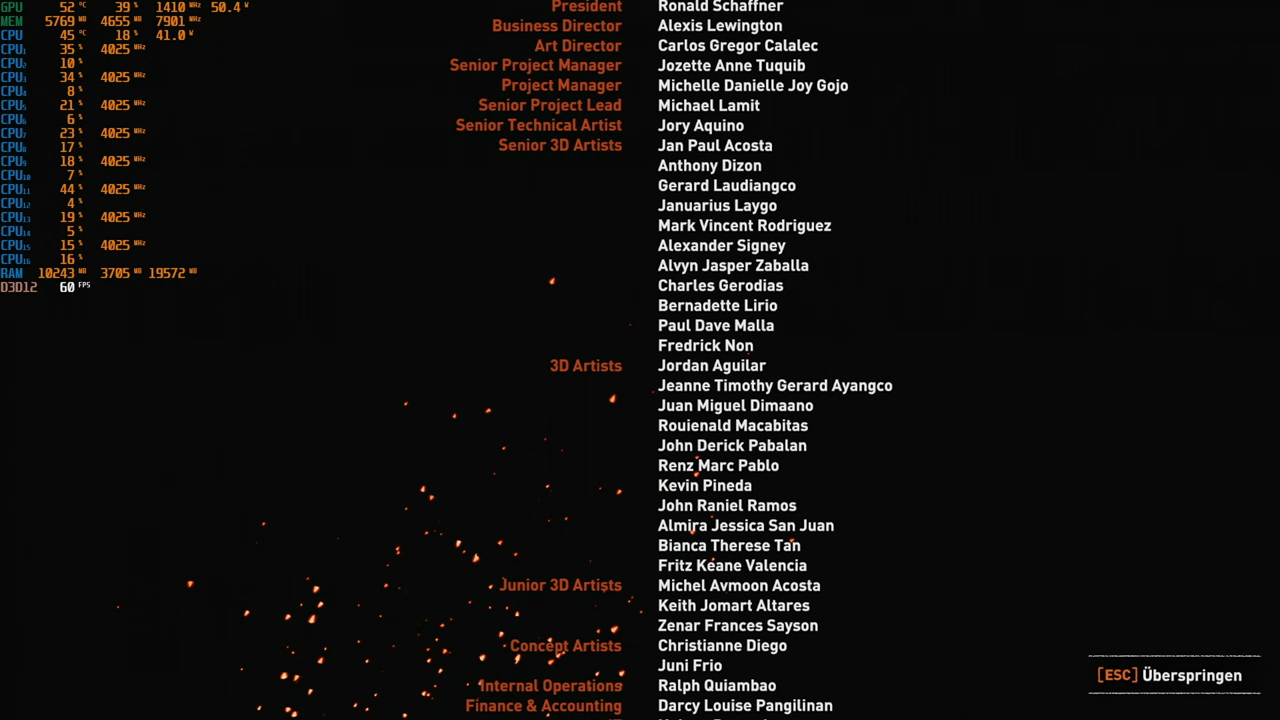 GPU 52 °C 39 % 1410 MHz 50.4 W
MEM 5769 MB 4655 MB 7901 MHz
CPU 45 °C 18 % 41.0 W
CPU1 35 % 4025 MHz
CPU2 10 %
CPU3 34 % 4025 MHz
CPU4 8 %
CPU5 21 % 4025 MHz
CPU6 6 %
CPU7 23 % 4025 MHz
CPU8 17 %
CPU9 18 % 4025 MHz
CPU10 7 %
CPU11 44 % 4025 MHz
CPU12 4 %
CPU13 19 % 4025 MHz
CPU14 5 %
CPU15 15 % 4025 MHz
CPU16 16 %
RAM 10243 MB 3705 MB 19572 MB
D3D12 60 FPS
President Ronald Schaffner
Business Director Alexis Lewington
Art Director Carlos Gregor Calalec
Senior Project Manager Jozette Anne Tuquib
Project Manager Michelle Danielle Joy Gojo
Senior Project Lead Michael Lamit
Senior Technical Artist Jory Aquino
Senior 3D Artists Jan Paul Acosta
Anthony Dizon
Gerard Laudiangco
Januarius Laygo
Mark Vincent Rodriguez
Alexander Signey
Alvyn Jasper Zaballa
Charles Gerodias
Bernadette Lirio
Paul Dave Malla
Fredrick Non
3D Artists Jordan Aguilar
Jeanne Timothy Gerard Ayangco
Juan Miguel Dimaano
Rouienald Macabitas
John Derick Pabalan
Renz Marc Pablo
Kevin Pineda
John Raniel Ramos
Almira Jessica San Juan
Bianca Therese Tan
Fritz Keane Valencia
Junior 3D Artists Michel Avmoon Acosta
Keith Jomart Altares
Zenar Frances Sayson
Concept Artists Christianne Diego
Juni Frio
Internal Operations Ralph Quiambao
Finance & Accounting Darcy Louise Pangilinan
[ESC] Überspringen